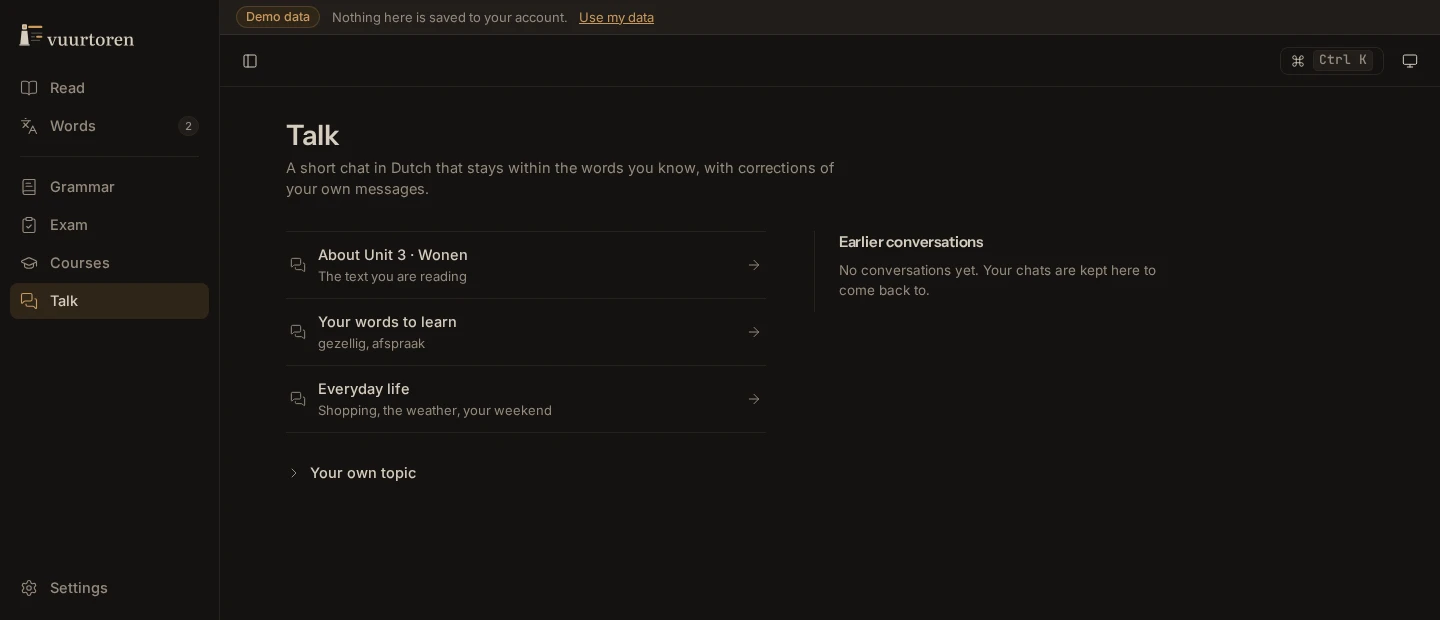 vuurtoren
Read
Words 2
Grammar
Exam
Courses
Talk
Settings
Demo data Nothing here is saved to your account. Use my data
⌘ Ctrl K
Talk
A short chat in Dutch that stays within the words you know, with corrections of
your own messages.
About Unit 3 · Wonen
The text you are reading
Your words to learn
gezellig, afspraak
Everyday life
Shopping, the weather, your weekend
Your own topic
Earlier conversations
No conversations yet. Your chats are kept here to
come back to.